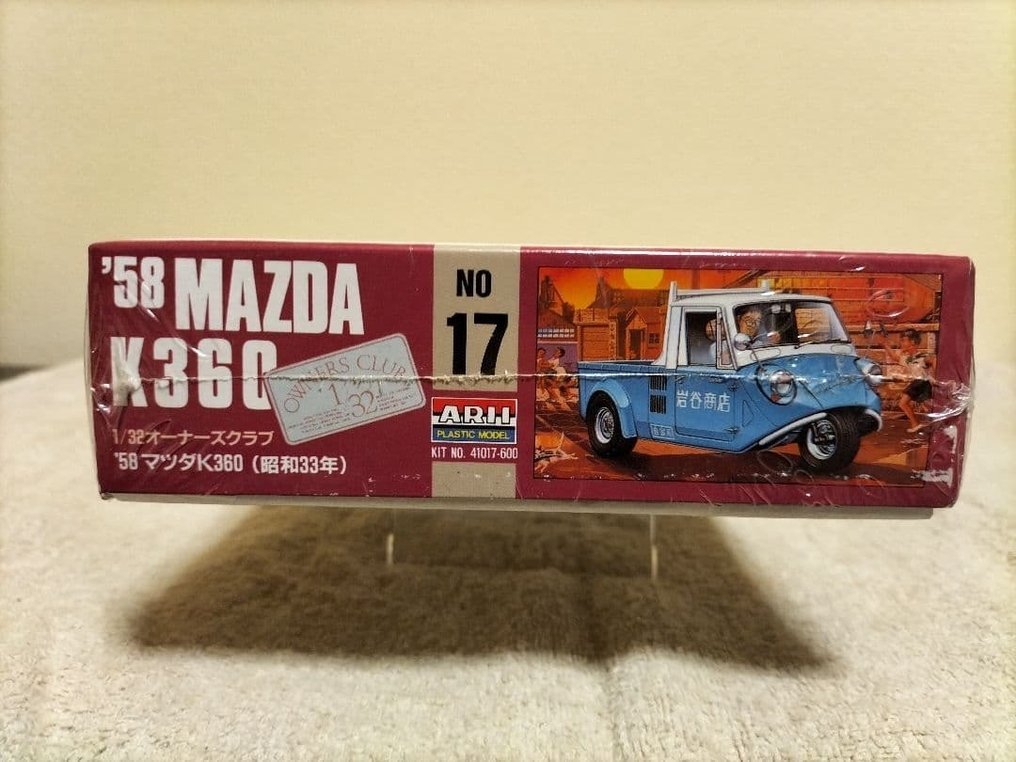 '58 MAZDA
K360
OWNERS CLUB
1/32
1/32オーナーズクラブ
'58 マツダK360 (昭和33年)
NO
17
ARII
PLASTIC MODEL
KIT NO. 41017-600
岩谷商店